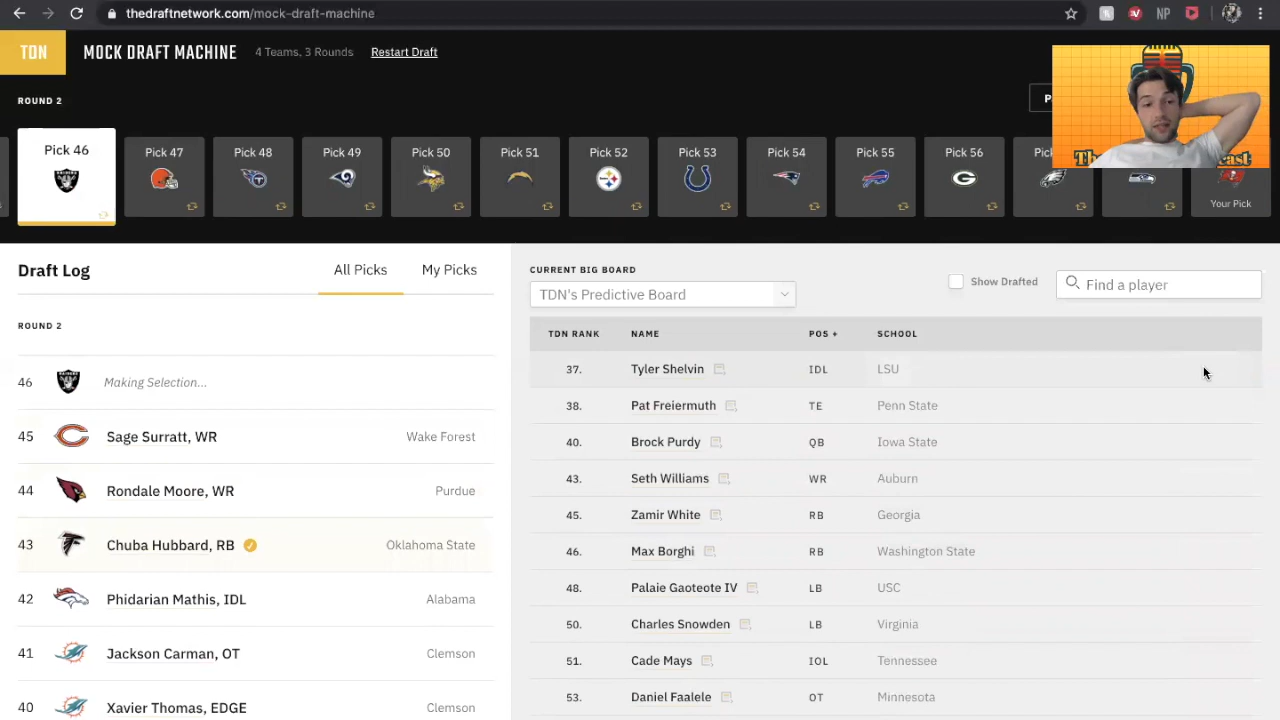 thedraftnetwork.com/mock-draft-machine
NP
TDN
MOCK DRAFT MACHINE
4 Teams, 3 Rounds
Restart Draft
ROUND 2
Pick 46
Pick 47
Pick 48
Pick 49
Pick 50
Pick 51
Pick 52
Pick 53
Pick 54
Pick 55
Pick 56
Your Pick
Draft Log
All Picks
My Picks
ROUND 2
46 Making Selection...
45 Sage Surratt, WR Wake Forest
44 Rondale Moore, WR Purdue
43 Chuba Hubbard, RB Oklahoma State
42 Phidarian Mathis, IDL Alabama
41 Jackson Carman, OT Clemson
40 Xavier Thomas, EDGE Clemson
CURRENT BIG BOARD
TDN's Predictive Board
Show Drafted
Find a player
TDN RANK NAME POS + SCHOOL
37. Tyler Shelvin IDL LSU
38. Pat Freiermuth TE Penn State
40. Brock Purdy QB Iowa State
43. Seth Williams WR Auburn
45. Zamir White RB Georgia
46. Max Borghi RB Washington State
48. Palaie Gaoteote IV LB USC
50. Charles Snowden LB Virginia
51. Cade Mays IOL Tennessee
53. Daniel Faalele OT Minnesota